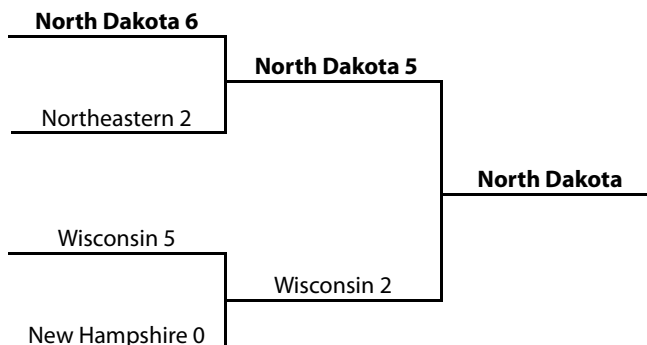 North Dakota 6
North Dakota 5
Northeastern 2
North Dakota
Wisconsin 5
Wisconsin 2
New Hampshire 0